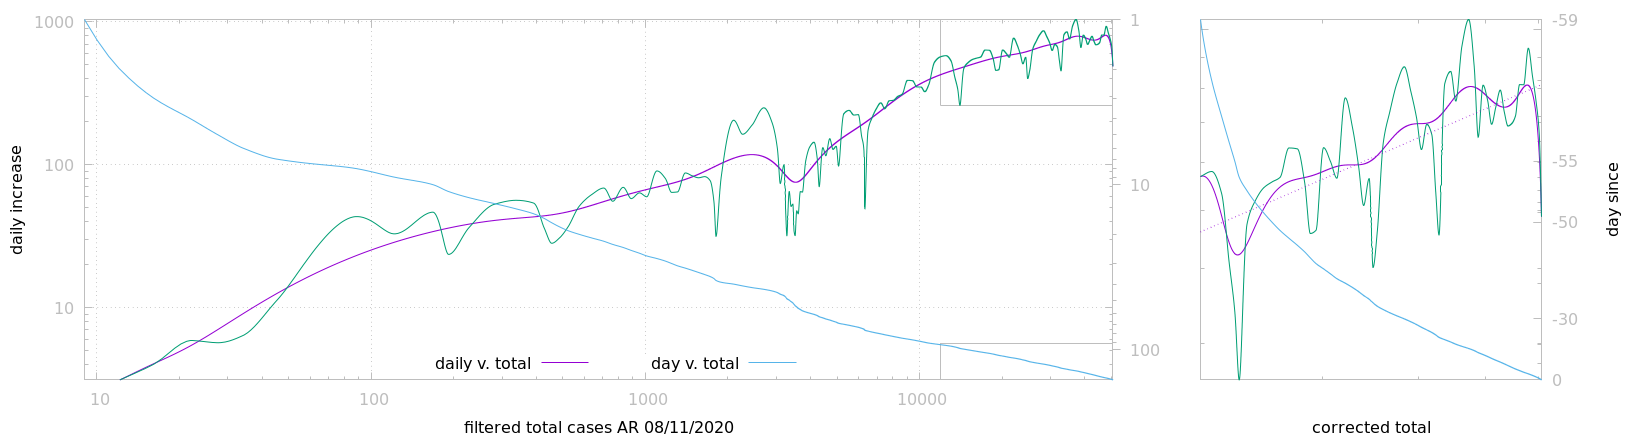 1000
100
10
daily increase
10
100
1000
10000
filtered total cases AR 08/11/2020
daily v. total
day v. total
1
10
100
-59
-55
-50
-30
0
day since
corrected total